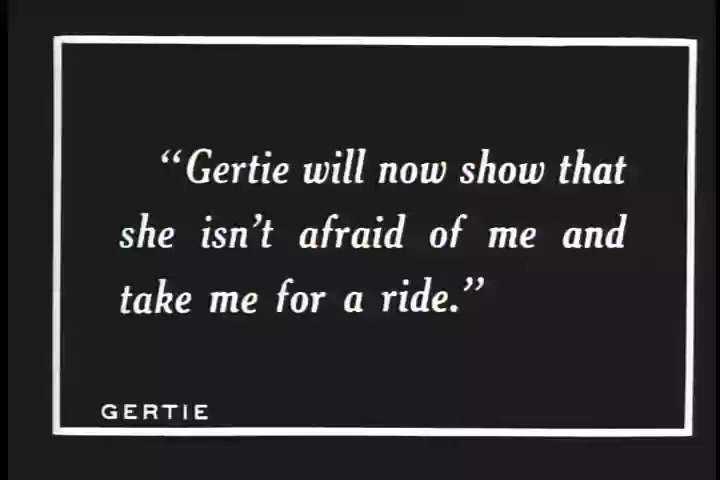 “Gertie will now show that
she isn’t afraid of me and
take me for a ride.”
GERTIE